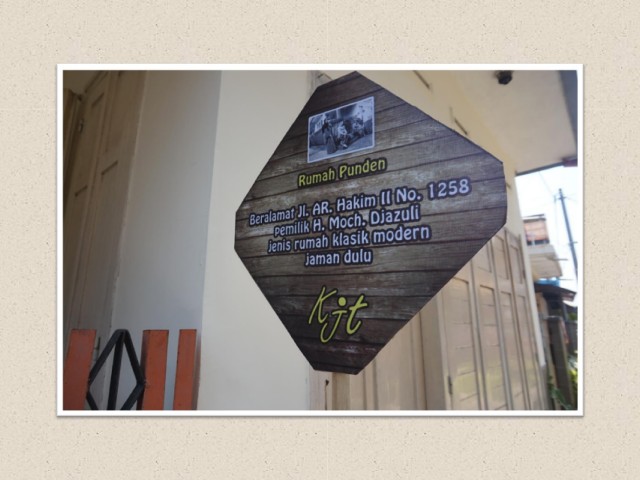 Rumah Punden
Beralamat Jl. AR. Hakim II No. 1258
pemilik H. Moch. Djazuli
Jenis rumah klasik modern
jaman dulu
Kjt